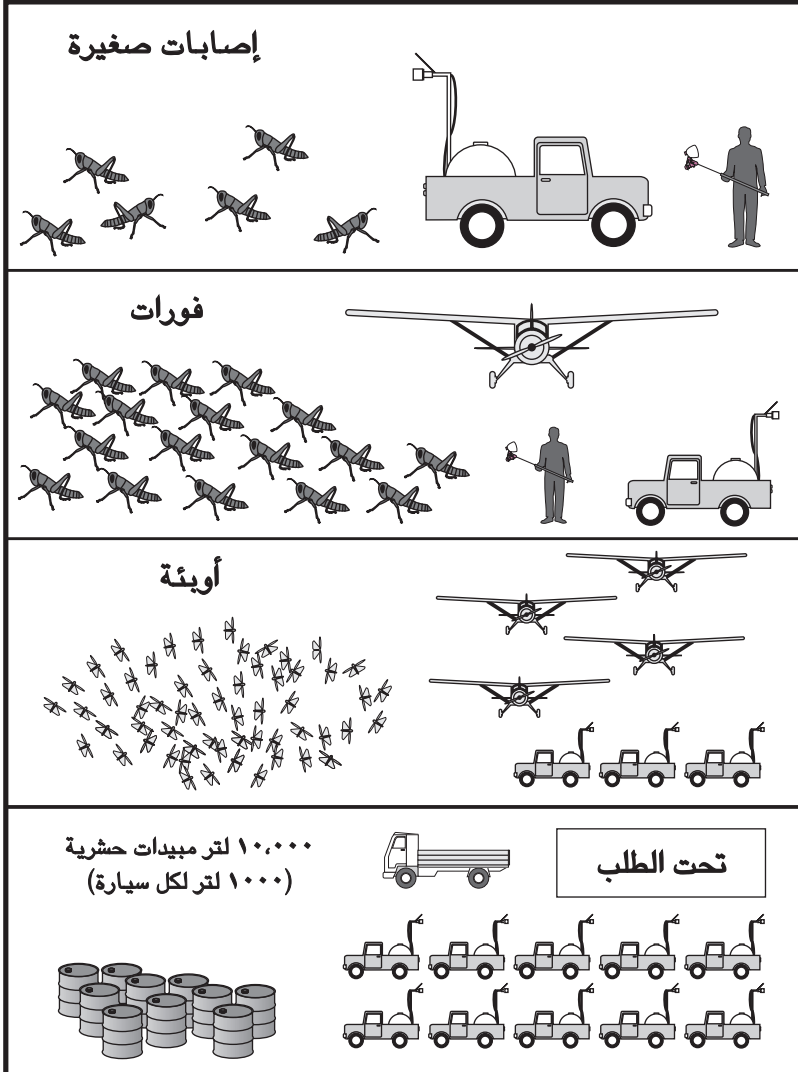 إصابات صغيرة
فورات
أوبئة
تحت الطلب
١٠،٠٠٠ لتر مبيدات حشرية
(١٠٠٠ لتر لكل سيارة)